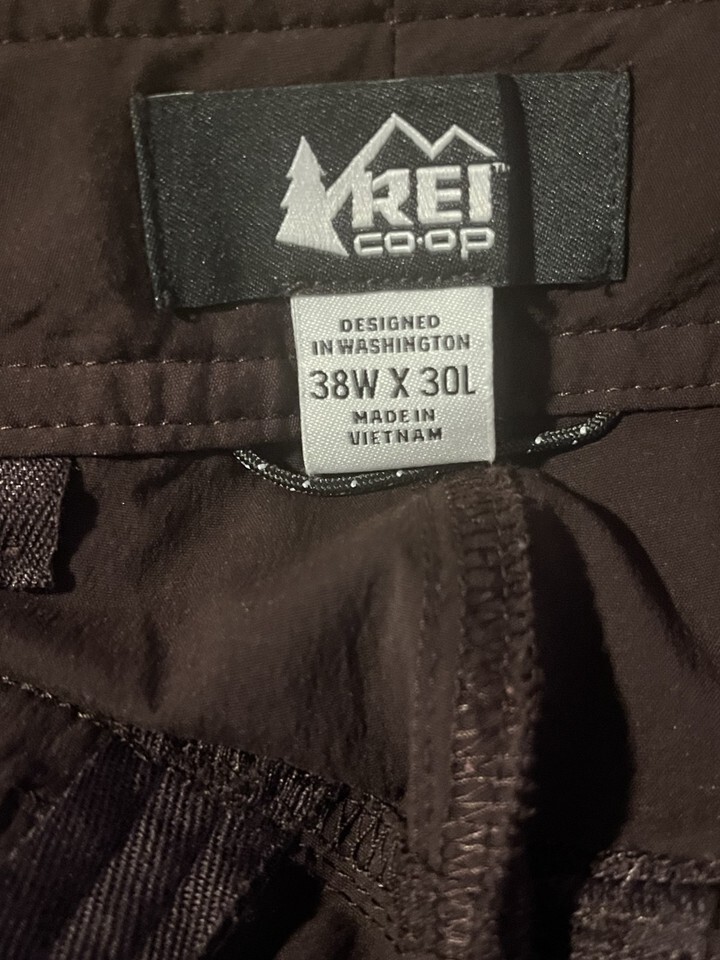 REI™
CO·OP
DESIGNED
IN WASHINGTON
38W X 30L
MADE IN
VIETNAM